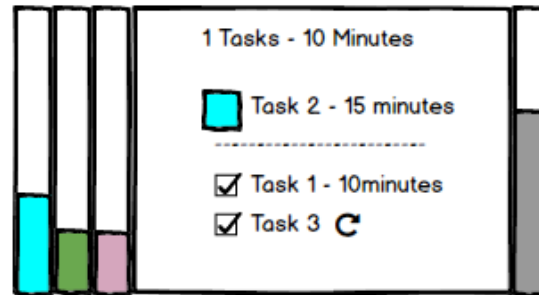 1 Tasks - 10 Minutes
Task 2 - 15 minutes
Task 1 - 10minutes
Task 3